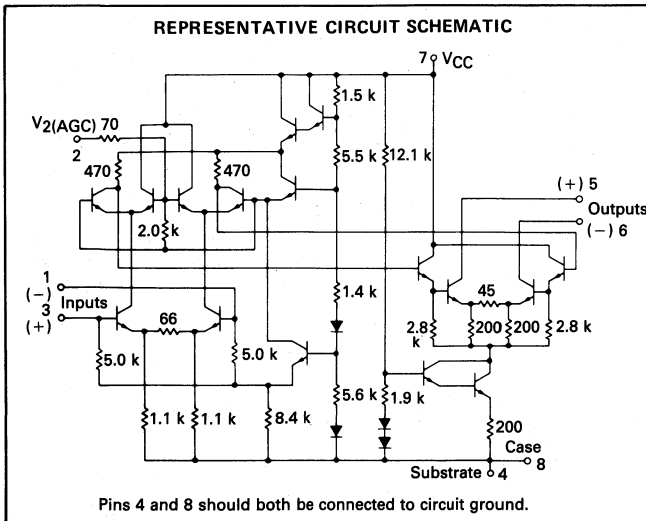 REPRESENTATIVE CIRCUIT SCHEMATIC
7 VCC
1.5 k
V2(AGC) 70
2
5.5 k
12.1 k
470
470
(+) 5
Outputs
(-) 6
2.0 k
1
(-)
Inputs
3
(+)
1.4 k
45
66
2.8 k
200
200
2.8 k
5.0 k
5.0 k
5.6 k
1.9 k
1.1 k
1.1 k
8.4 k
200
Case
8
Substrate 4
Pins 4 and 8 should both be connected to circuit ground.